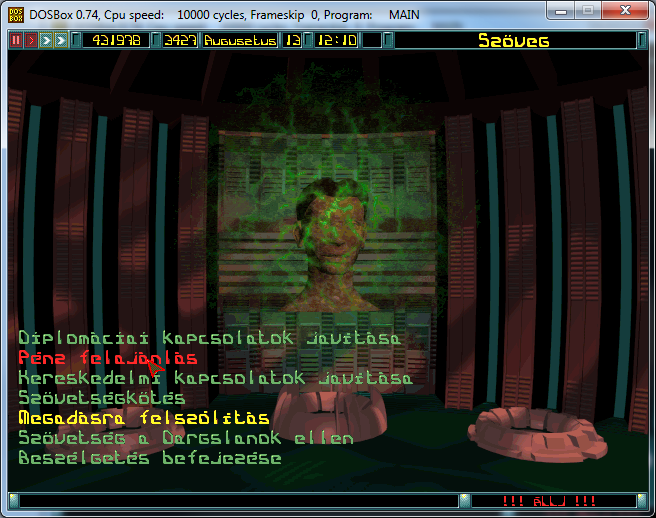 DOSBox 0.74, Cpu speed: 10000 cycles, Frameskip 0, Program: MAIN
431978 3427 Augusztus 13 12:10 Szöveg
Diplomáciai kapcsolatok javítása
Pénz felajánlás
Kereskedelmi kapcsolatok javítása
Szövetségkötés
Megadásra felszólítás
Szövetség a Dargslanok ellen
Beszélgetés befejezése
!!! ÁLLJ !!!